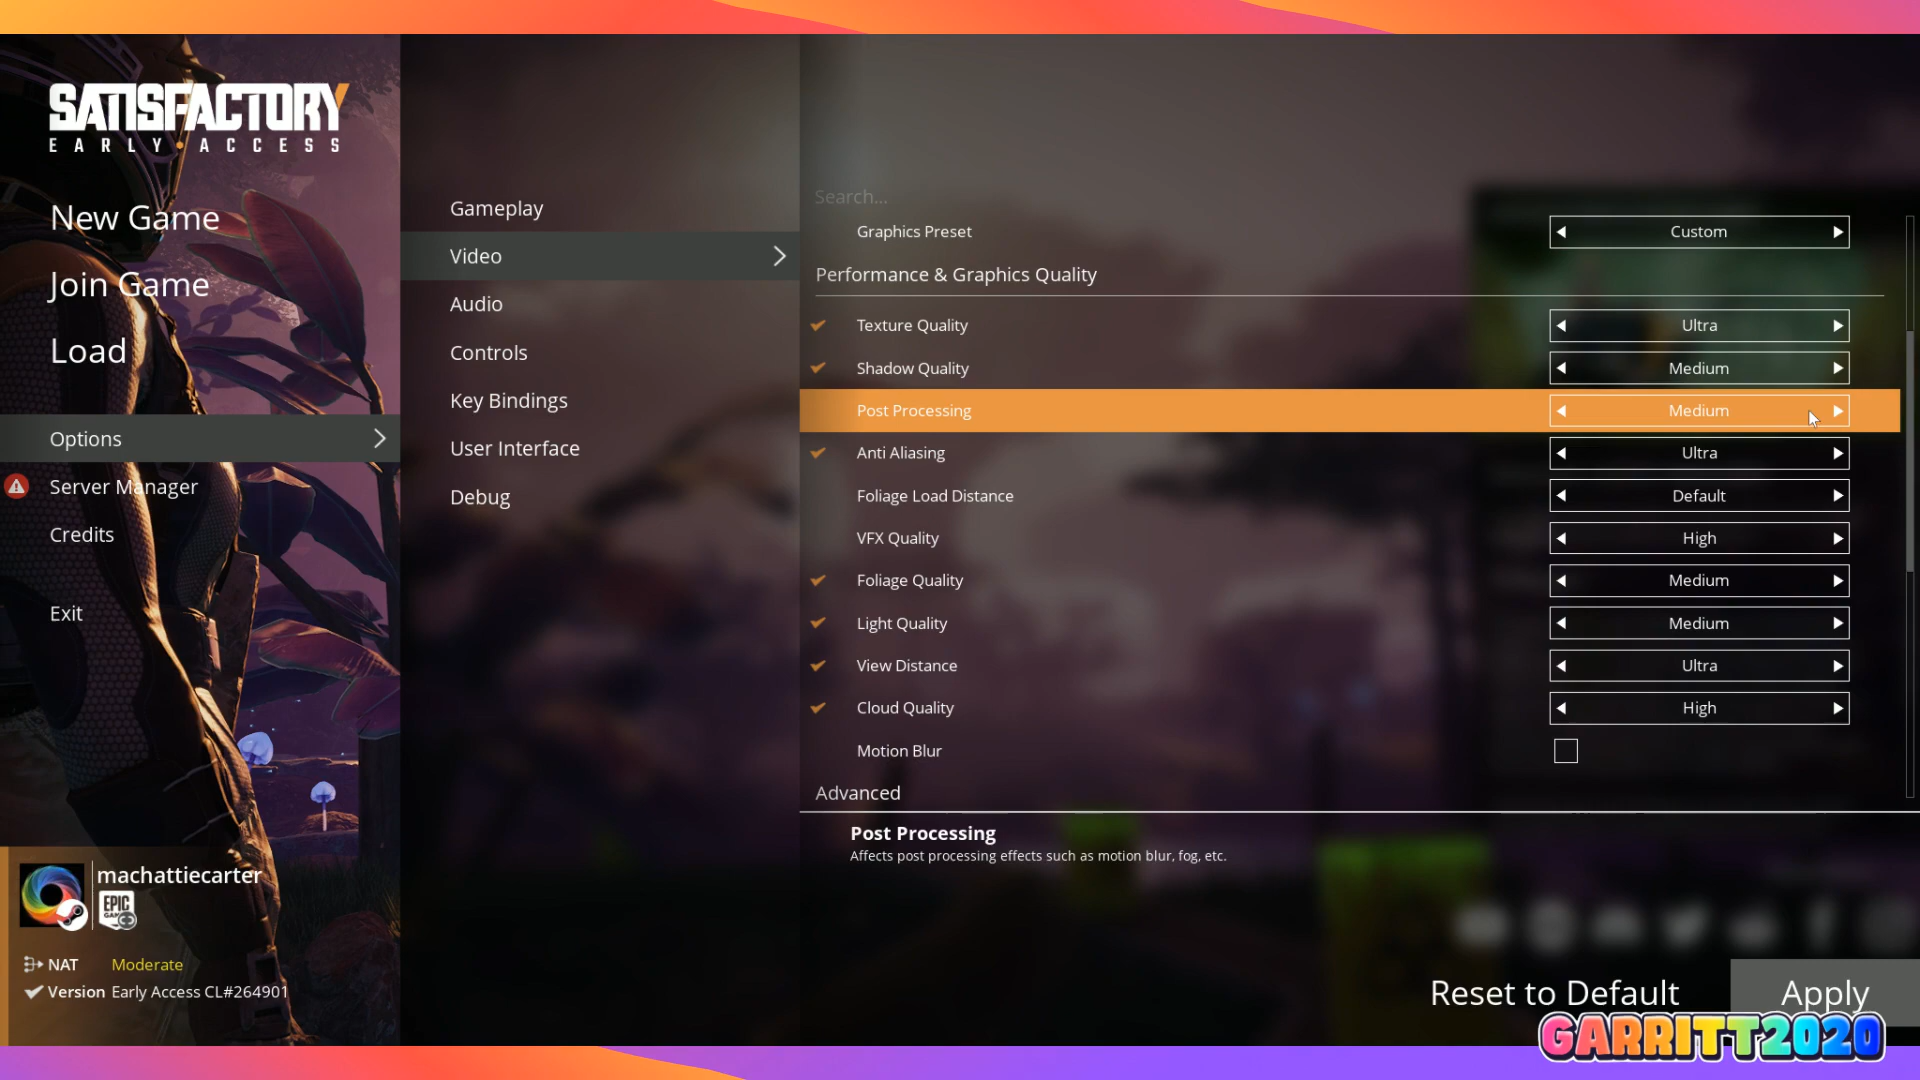 SATISFACTORY
EARLY ACCESS
New Game
Join Game
Load
Options
Server Manager
Credits
Exit
machattiecarter
EPIC
GAMES
NAT Moderate
Version Early Access CL#264901
Gameplay
Video
Audio
Controls
Key Bindings
User Interface
Debug
Search...
Graphics Preset Custom
Performance & Graphics Quality
Texture Quality Ultra
Shadow Quality Medium
Post Processing Medium
Anti Aliasing Ultra
Foliage Load Distance Default
VFX Quality High
Foliage Quality Medium
Light Quality Medium
View Distance Ultra
Cloud Quality High
Motion Blur
Advanced
Post Processing
Affects post processing effects such as motion blur, fog, etc.
Reset to Default
Apply
GARRITT2020